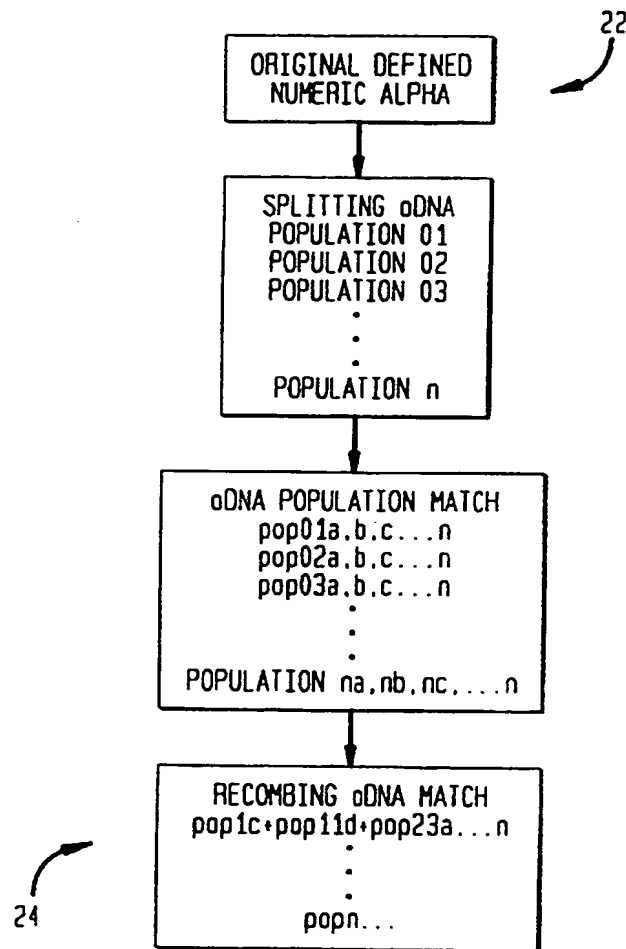 22
ORIGINAL DEFINED
NUMERIC ALPHA
SPLITTING oDNA
POPULATION 01
POPULATION 02
POPULATION 03
.
.
.
POPULATION n
oDNA POPULATION MATCH
pop01a,b,c...n
pop02a,b,c...n
pop03a,b,c...n
.
.
.
POPULATION na,nb,nc,....n
RECOMBING oDNA MATCH
pop1c+pop11d+pop23a...n
.
.
.
popn...
24